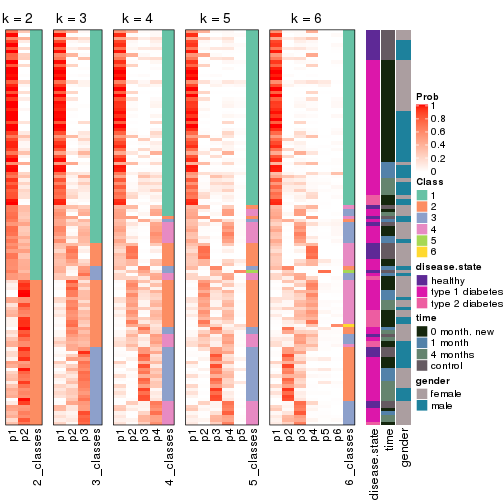 k = 2 k = 3 k = 4 k = 5 k = 6
Prob
1
0.8
0.6
0.4
0.2
0
Class
1
2
3
4
5
6
disease.state
healthy
type 1 diabetes
type 2 diabetes
time
0 month. new
1 month
4 months
control
gender
female
male
p1 p2 2_classes p1 p2 p3 3_classes p1 p2 p3 p4 4_classes p1 p2 p3 p4 p5 5_classes p1 p2 p3 p4 p5 p6 6_classes disease.state time gender